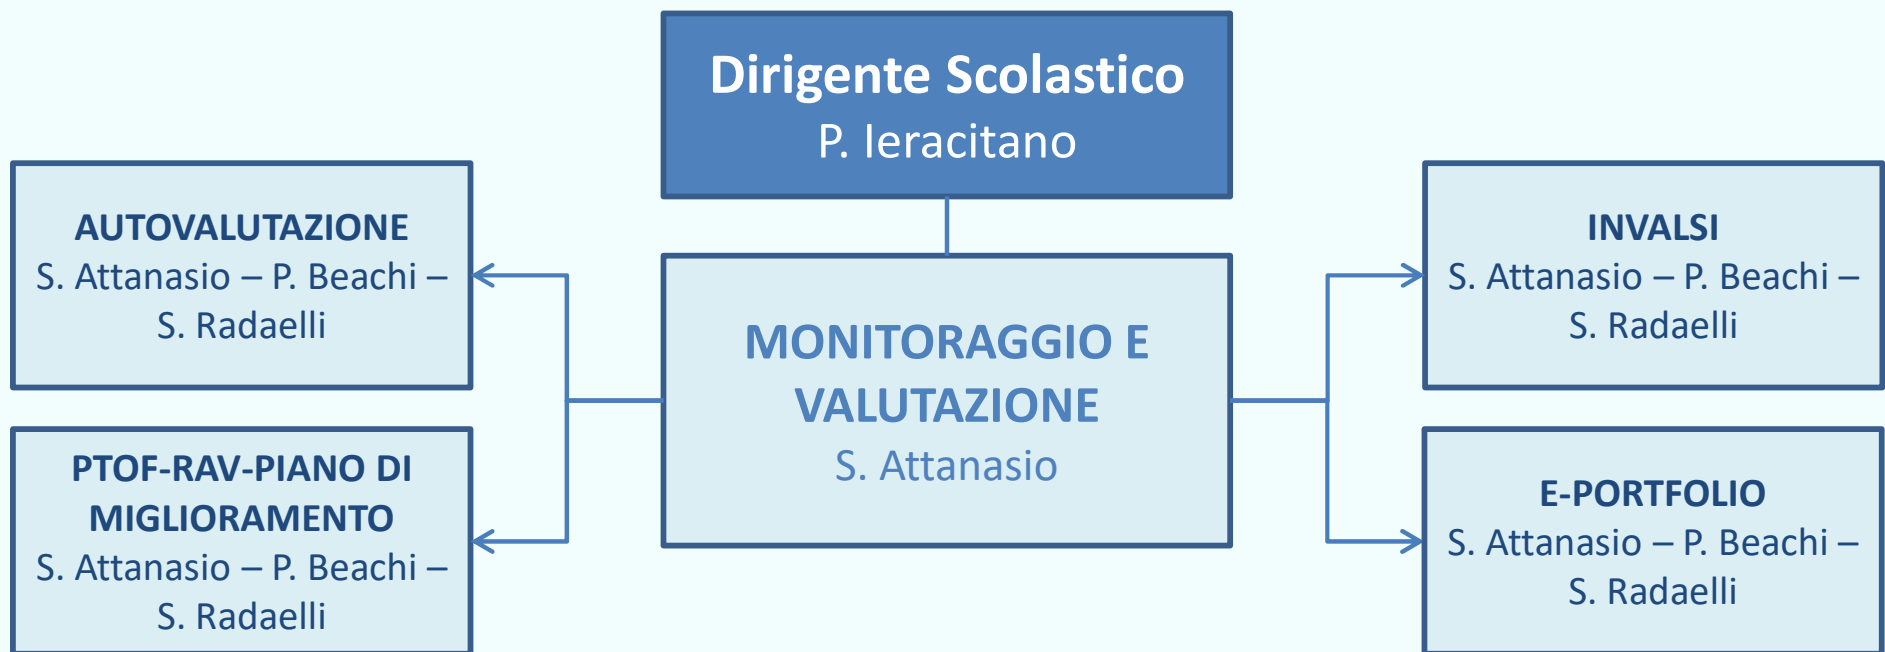 Dirigente Scolastico
P. Ieracitano
AUTOVALUTAZIONE
S. Attanasio – P. Beachi –
S. Radaelli
INVALSI
S. Attanasio – P. Beachi –
S. Radaelli
MONITORAGGIO E
VALUTAZIONE
S. Attanasio
PTOF-RAV-PIANO DI
MIGLIORAMENTO
S. Attanasio – P. Beachi –
S. Radaelli
E-PORTFOLIO
S. Attanasio – P. Beachi –
S. Radaelli